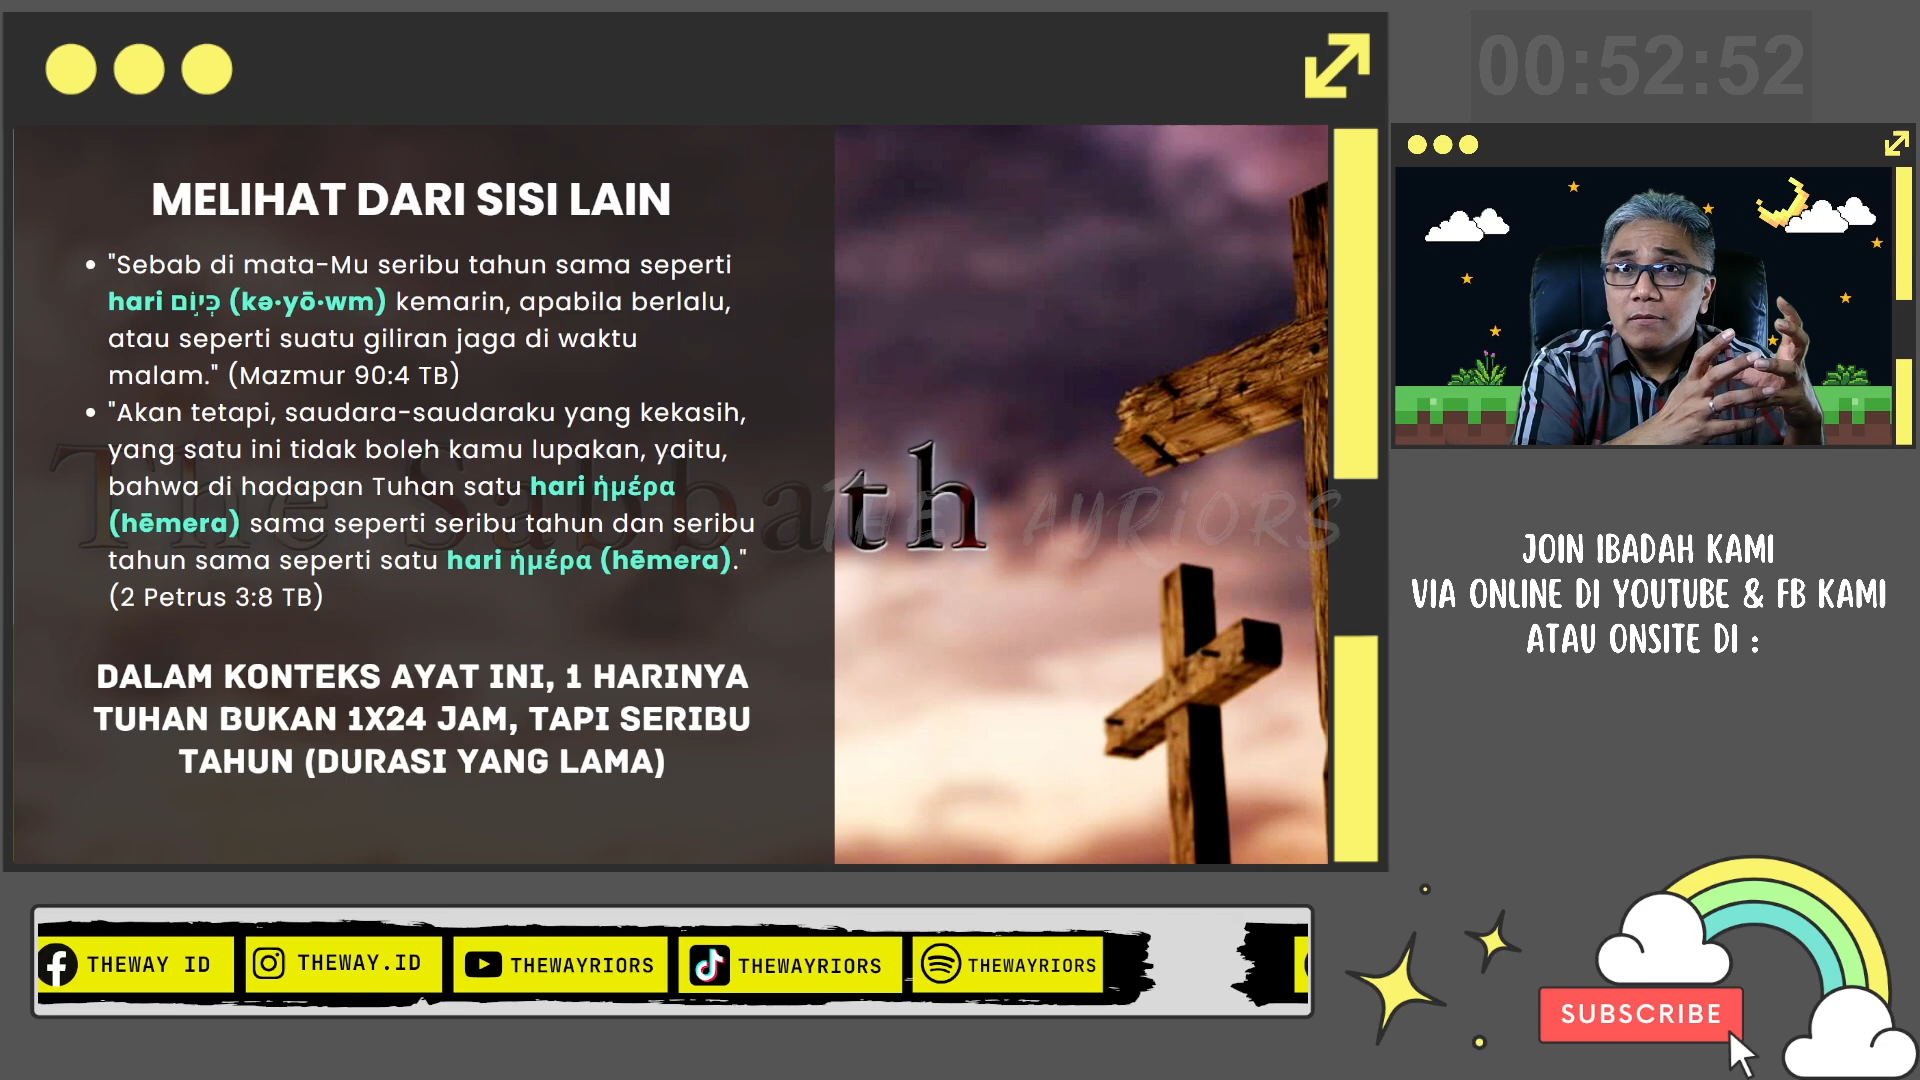 00:52:52
MELIHAT DARI SISI LAIN
• "Sebab di mata-Mu seribu tahun sama seperti
hari כְּי֣וֹם (kə·yō·wm) kemarin, apabila berlalu,
atau seperti suatu giliran jaga di waktu
malam." (Mazmur 90:4 TB)
• "Akan tetapi, saudara-saudaraku yang kekasih,
yang satu ini tidak boleh kamu lupakan, yaitu,
bahwa di hadapan Tuhan satu hari ἡμέρα
(hēmera) sama seperti seribu tahun dan seribu
tahun sama seperti satu hari ἡμέρα (hēmera)."
(2 Petrus 3:8 TB)
DALAM KONTEKS AYAT INI, 1 HARINYA
TUHAN BUKAN 1X24 JAM, TAPI SERIBU
TAHUN (DURASI YANG LAMA)
The Sabbath
JOIN IBADAH KAMI
VIA ONLINE DI YOUTUBE & FB KAMI
ATAU ONSITE DI :
THEWAY ID
THEWAY.ID
THEWAYRIORS
THEWAYRIORS
THEWAYRIORS
SUBSCRIBE